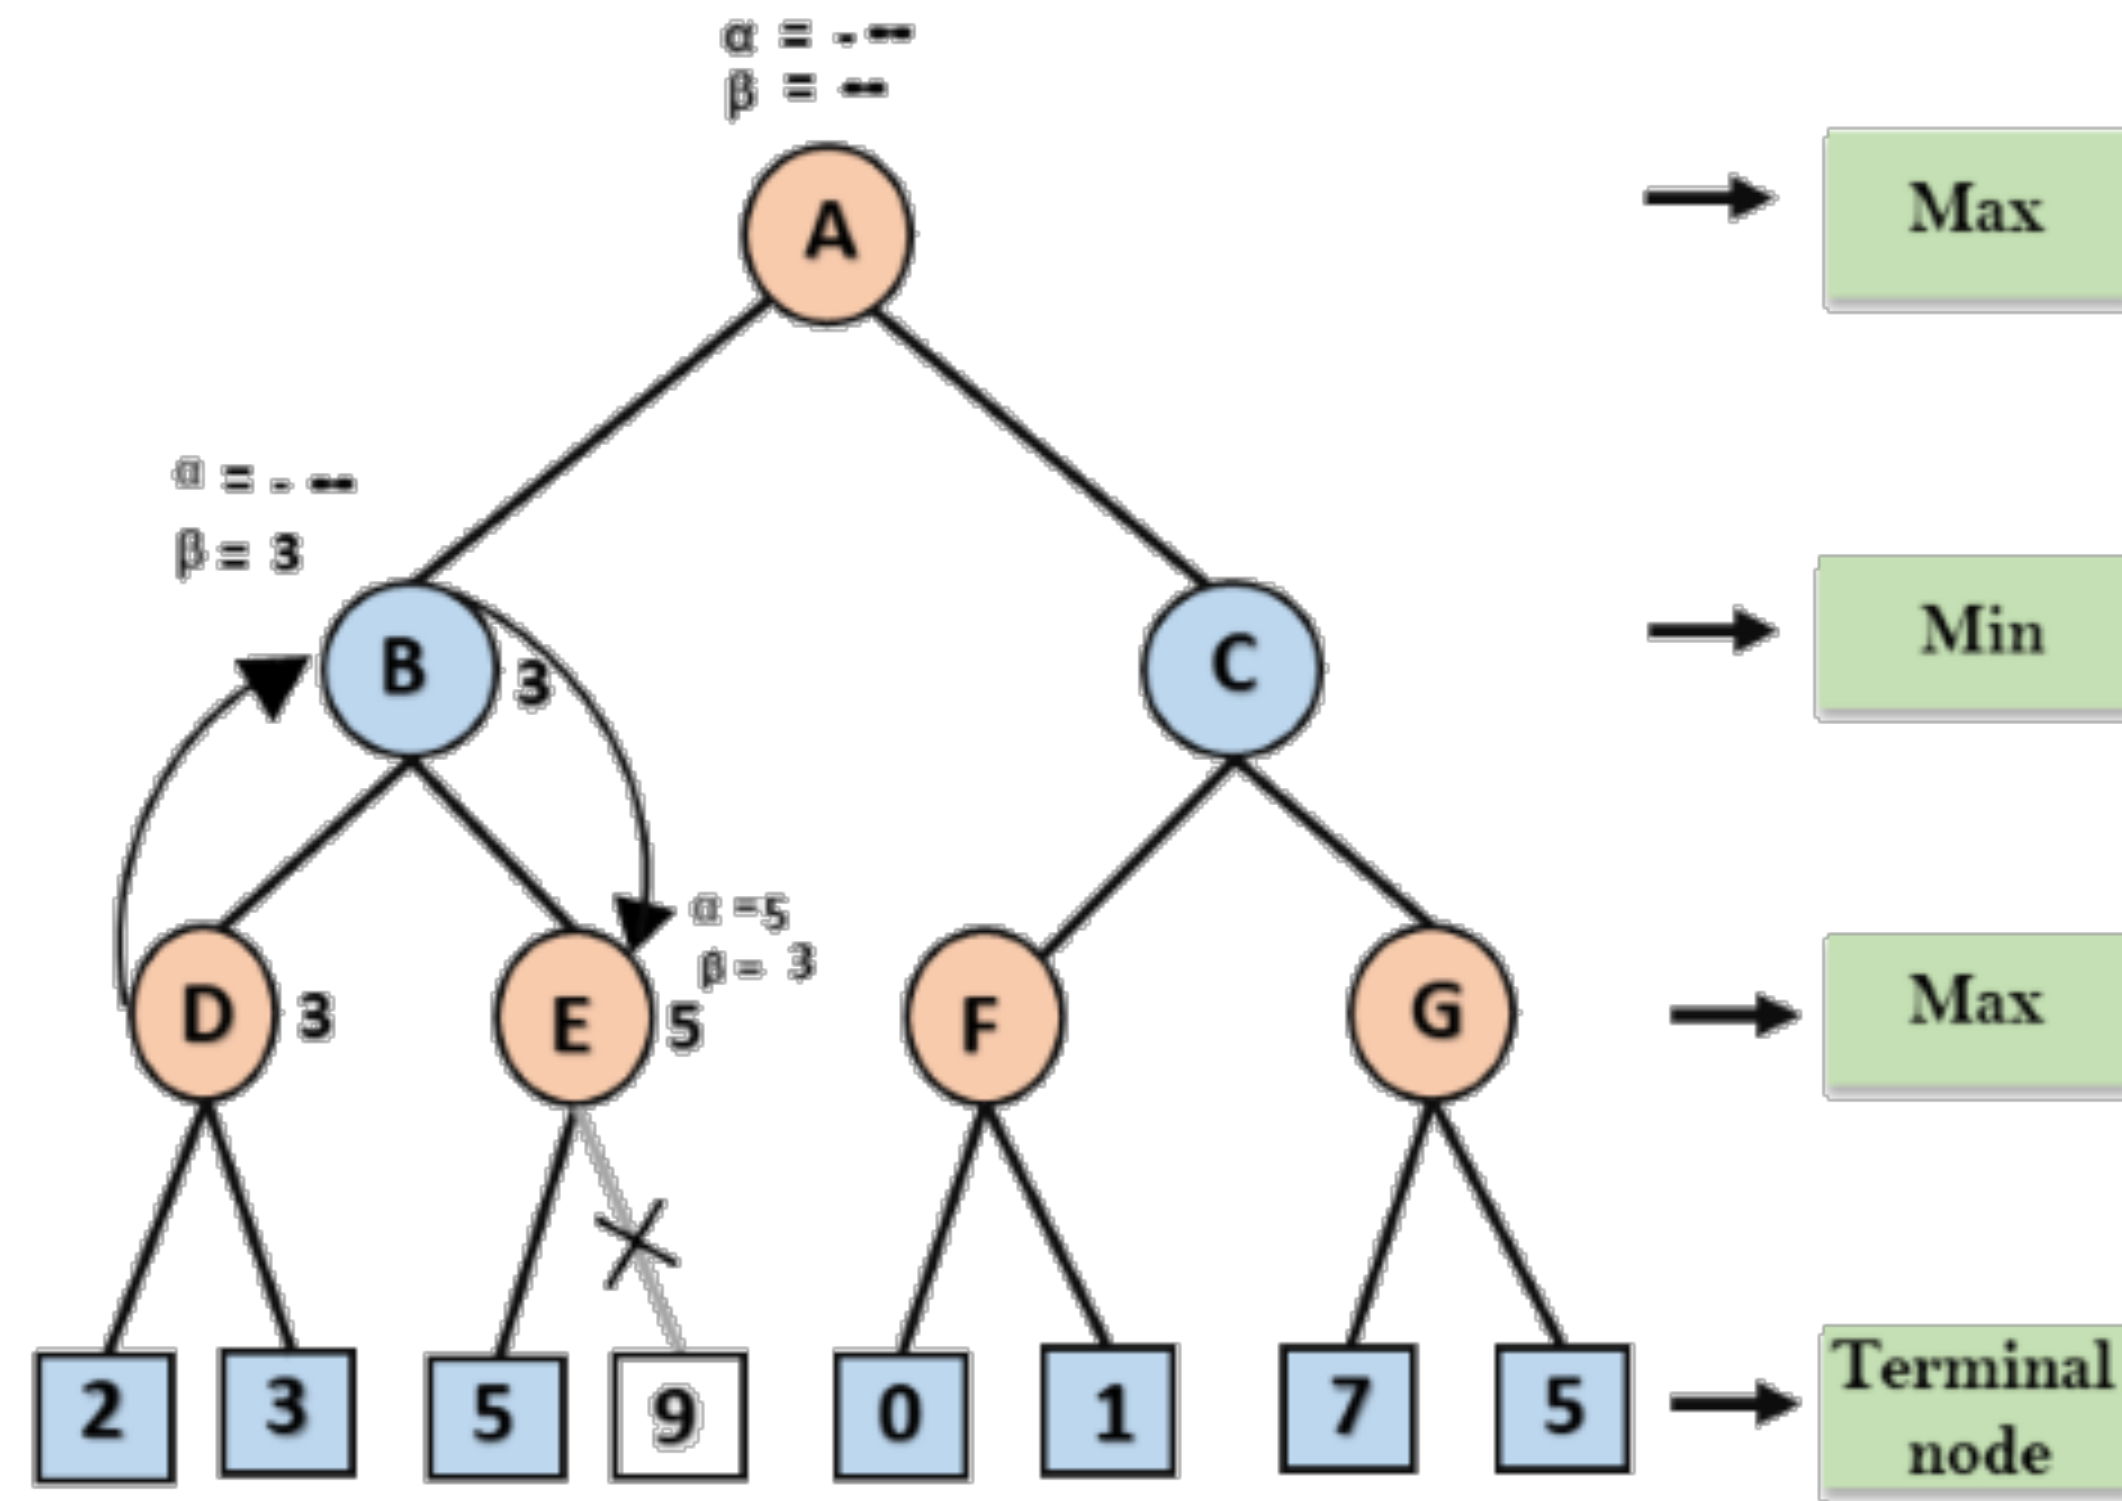 α = - --
β = --
A
Max
α = - --
β = 3
B
3
C
Min
α =5
β = 3
D
3
E
5
F
G
Max
2
3
5
9
0
1
7
5
Terminal
node